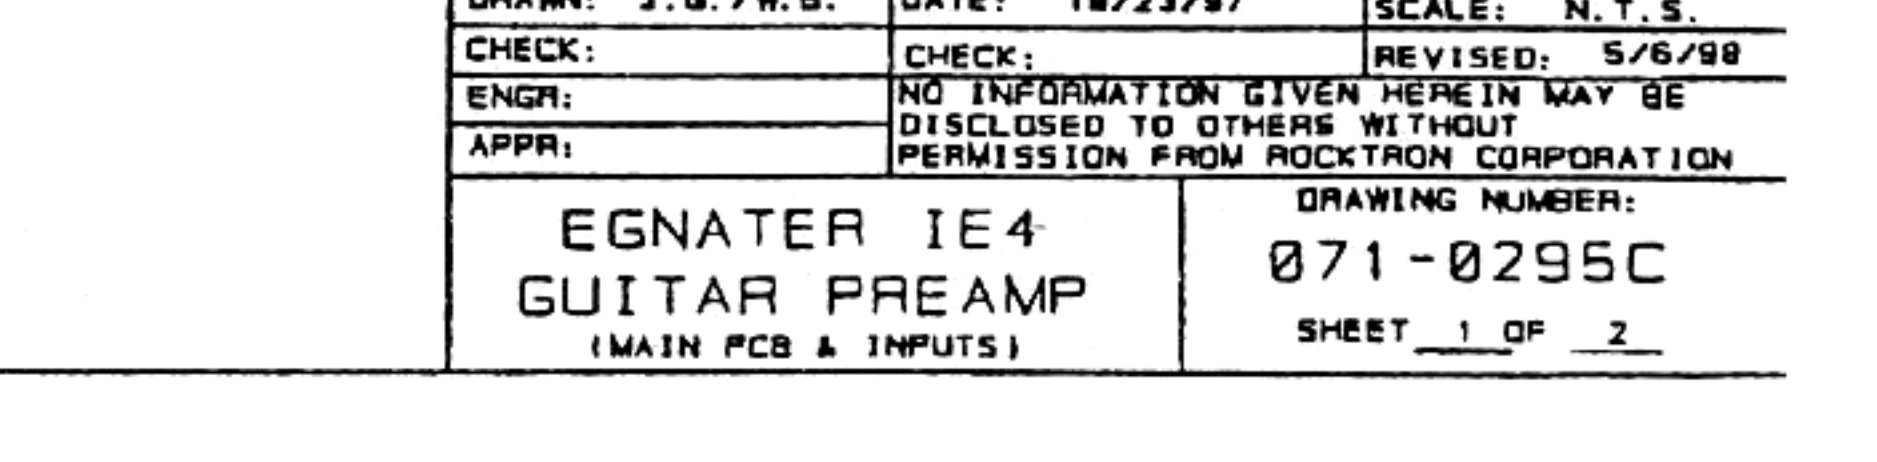 SCALE: N.T.S.
CHECK:
CHECK:
REVISED: 5/6/98
ENGR:
NO INFORMATION GIVEN HEREIN MAY BE
DISCLOSED TO OTHERS WITHOUT
PERMISSION FROM ROCKTRON CORPORATION
APPR:
EGNATER IE4
GUITAR PREAMP
(MAIN PCB & INPUTS)
DRAWING NUMBER:
071-0295C
SHEET 1 OF 2